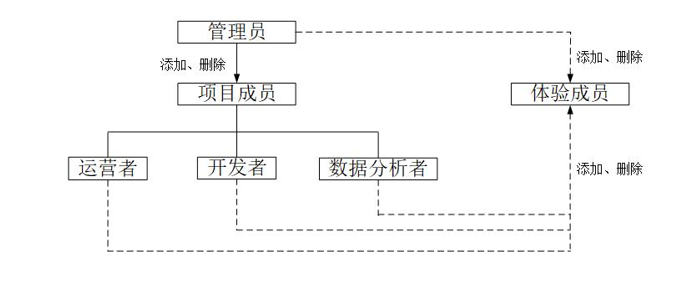 管理员
添加、删除
添加、删除
项目成员
体验成员
运营者
开发者
数据分析者
添加、删除